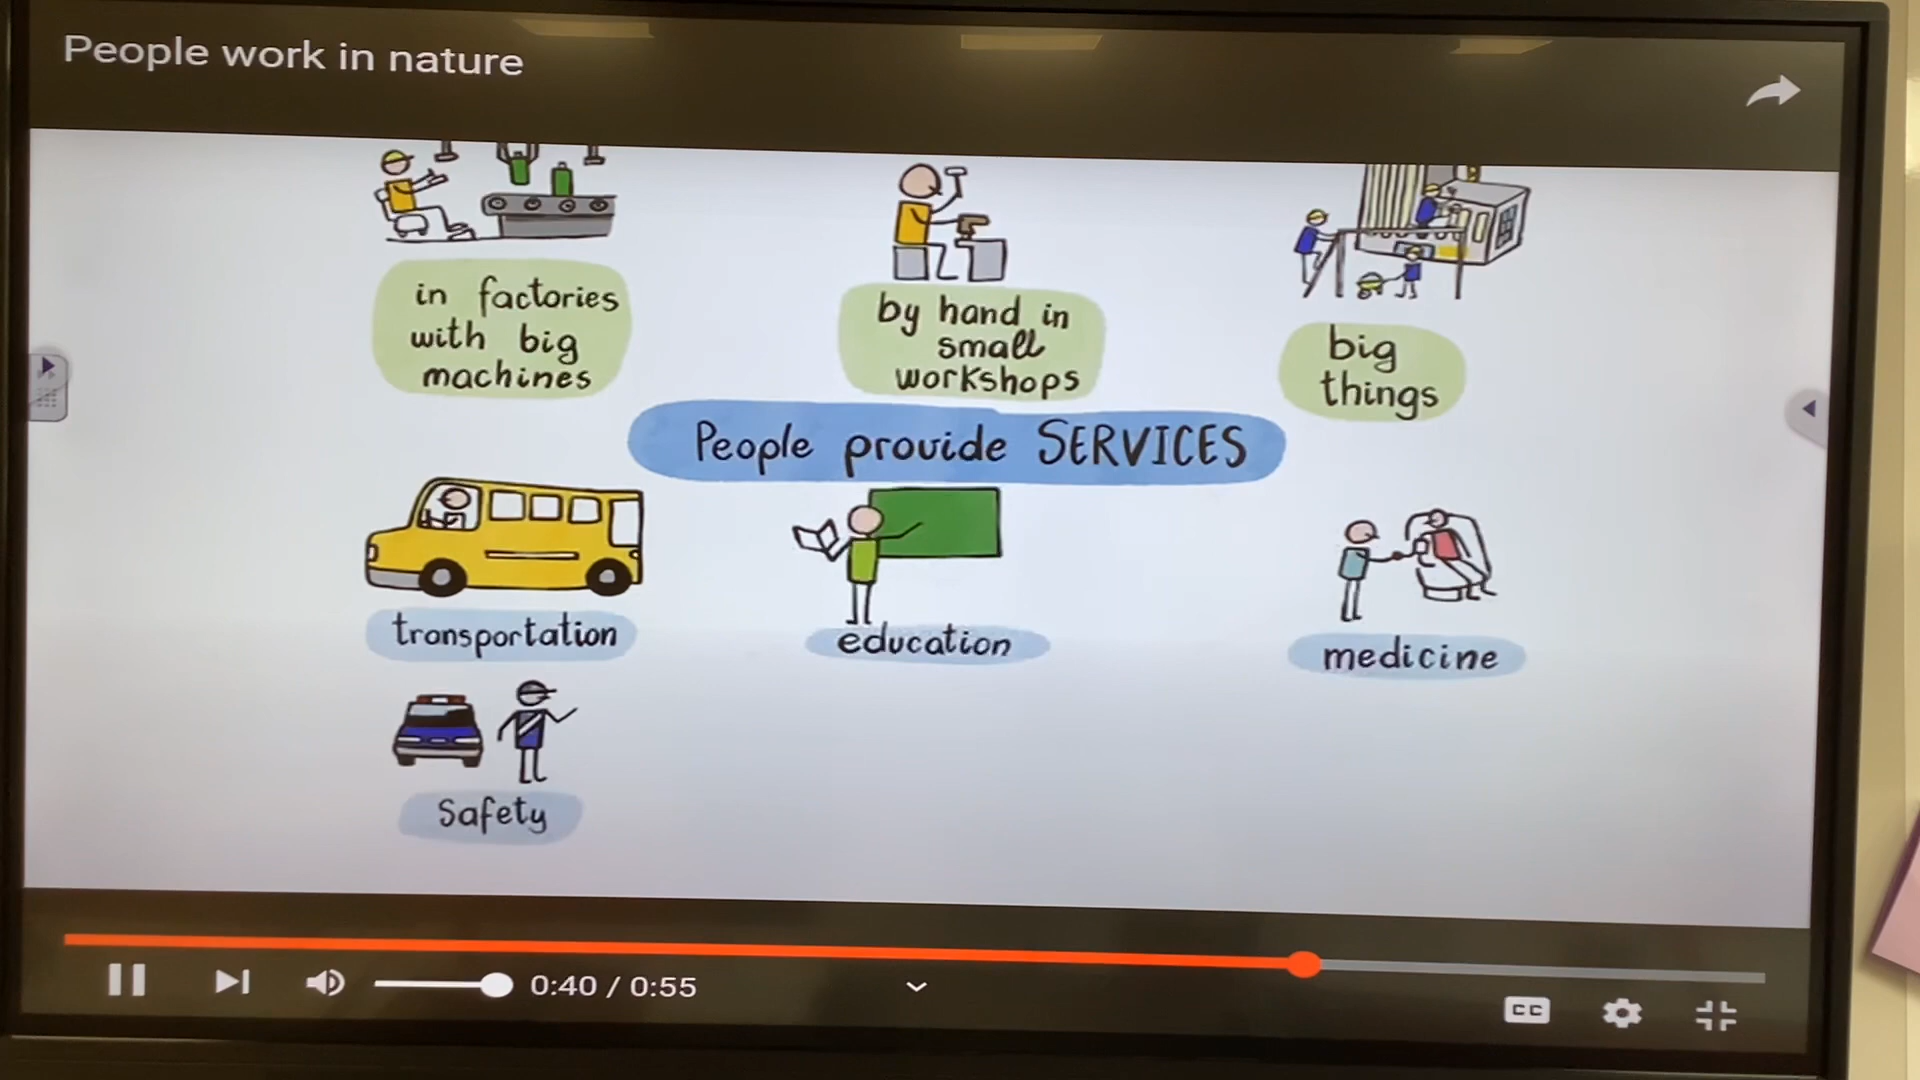 People work in nature
in factories
with big
machines
by hand in
small
workshops
big
things
People provide SERVICES
transportation
education
medicine
Safety
0:40 / 0:55
CC